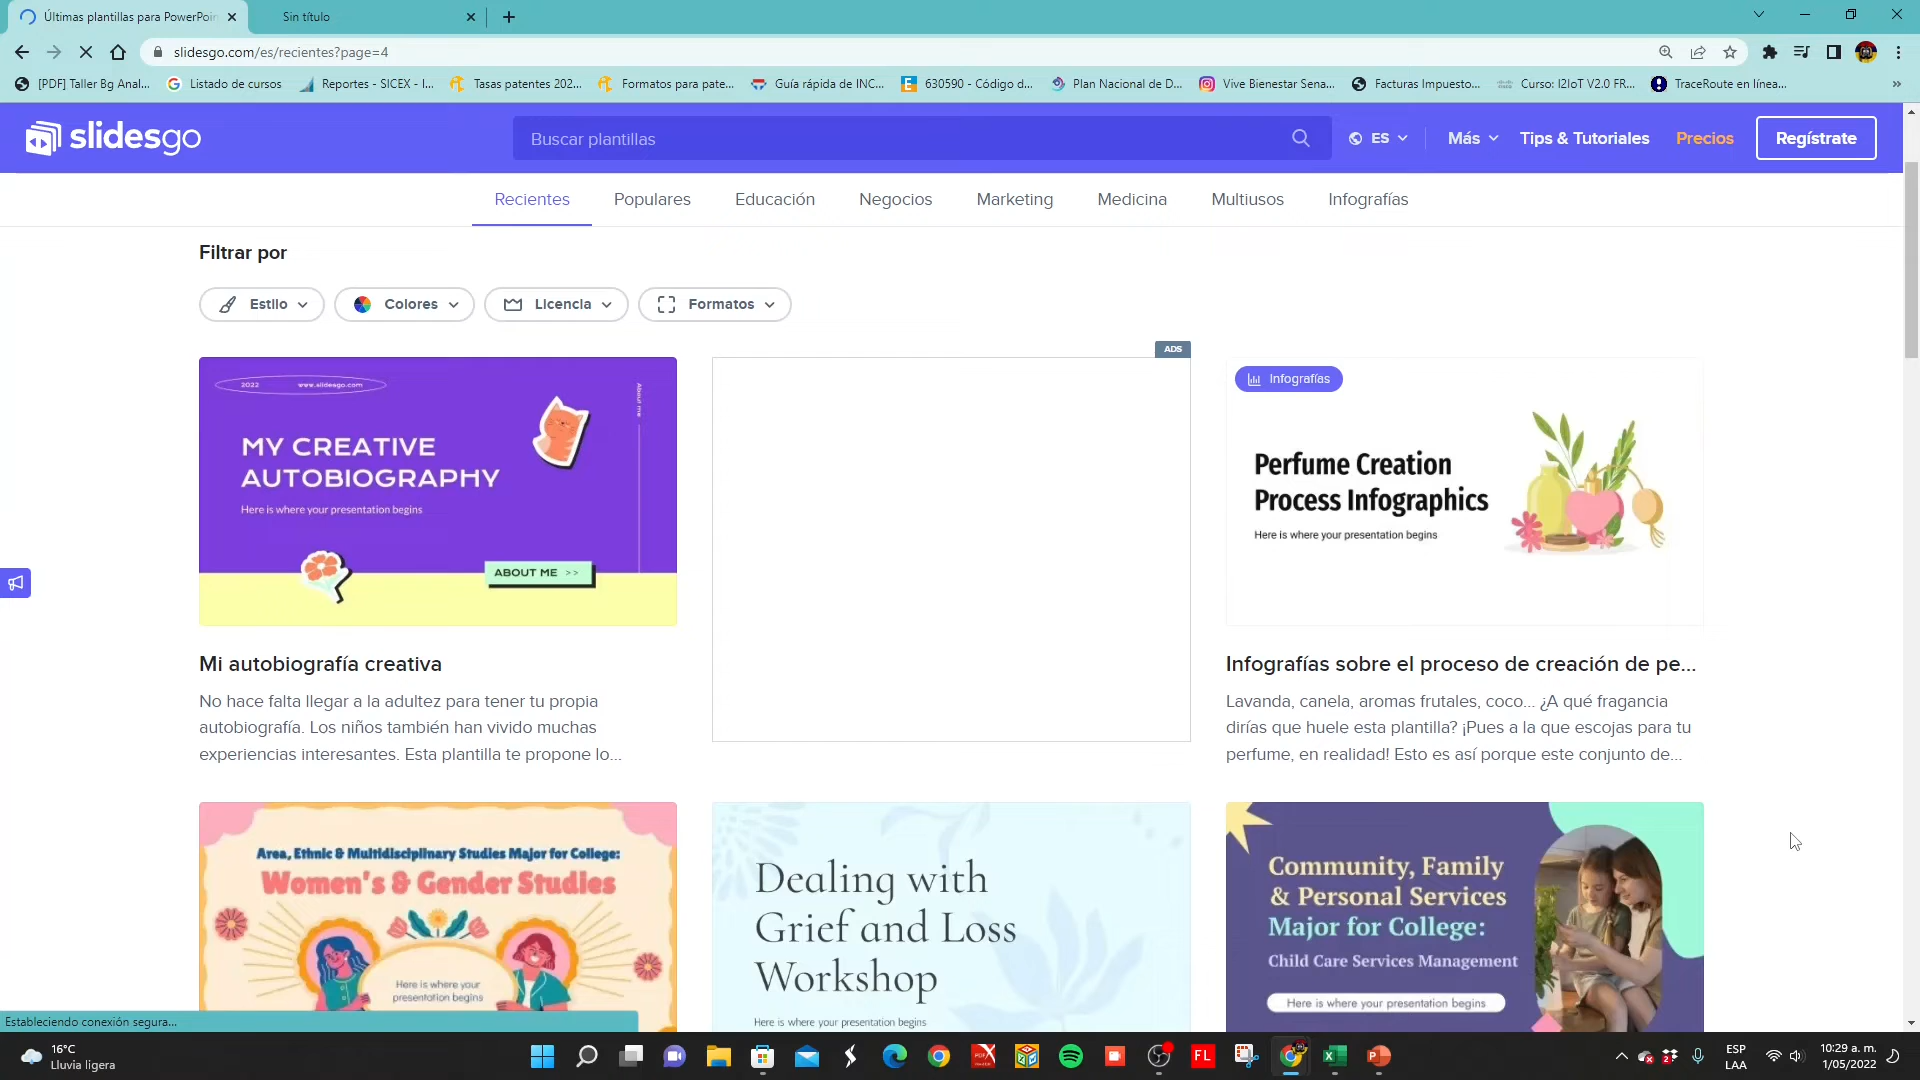 Últimas plantillas para PowerPoin
Sin título
slidesgo.com/es/recientes?page=4
[PDF] Taller Bg Anal...
Listado de cursos
Reportes - SICEX - I...
Tasas patentes 202...
Formatos para pate...
Guía rápida de INC...
630590 - Código d...
Plan Nacional de D...
Vive Bienestar Sena...
Facturas Impuesto...
Curso: I2IoT V2.0 FR...
TraceRoute en línea...
slidesgo
Buscar plantillas
ES
Más
Tips & Tutoriales
Precios
Regístrate
Recientes
Populares
Educación
Negocios
Marketing
Medicina
Multiusos
Infografías
Filtrar por
Estilo
Colores
Licencia
Formatos
2022
www.slidesgo.com
About me
MY CREATIVE
AUTOBIOGRAPHY
Here is where your presentation begins
ABOUT ME >>
Mi autobiografía creativa
No hace falta llegar a la adultez para tener tu propia
autobiografía. Los niños también han vivido muchas
experiencias interesantes. Esta plantilla te propone lo...
ADS
Infografías
Perfume Creation
Process Infographics
Here is where your presentation begins
Infografías sobre el proceso de creación de pe...
Lavanda, canela, aromas frutales, coco... ¿A qué fragancia
dirías que huele esta plantilla? ¡Pues a la que escojas para tu
perfume, en realidad! Esto es así porque este conjunto de...
Area, Ethnic & Multidisciplinary Studies Major for College:
Women's & Gender Studies
Here is where your
presentation begins
Dealing with
Grief and Loss
Workshop
Here is where your presentation begins
Community, Family
& Personal Services
Major for College:
Child Care Services Management
Here is where your presentation begins
Estableciendo conexión segura...
16°C
Lluvia ligera
FL
ESP
LAA
10:29 a. m.
1/05/2022